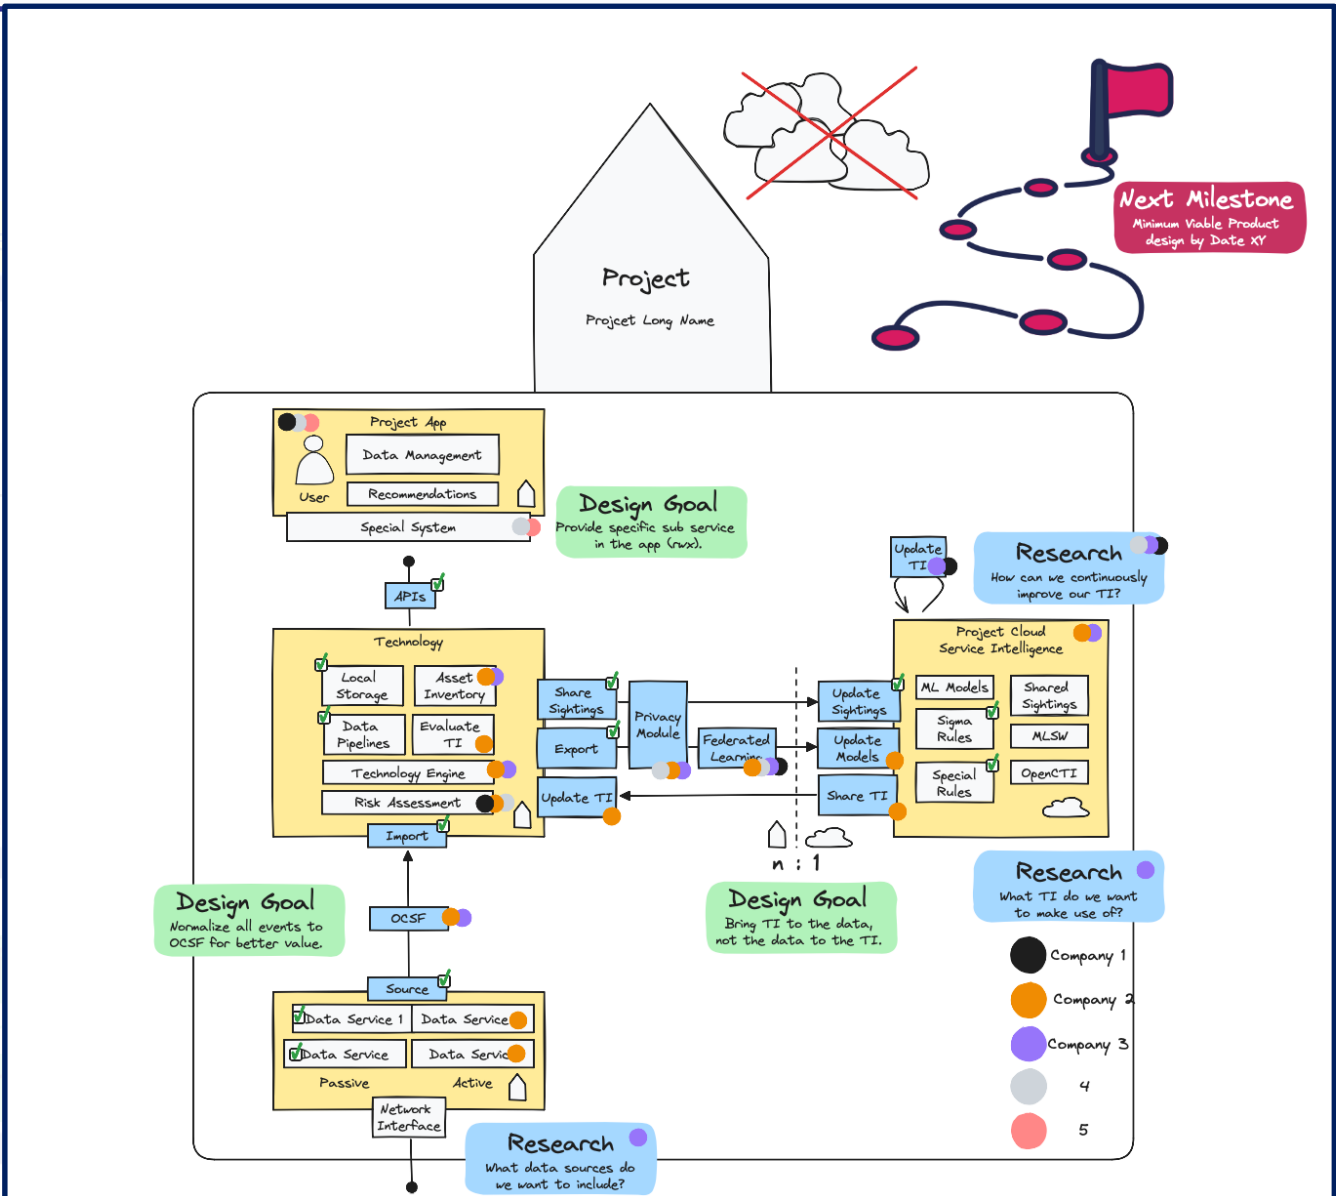 Next Milestone
Minimum Viable Product
design by Date XY
Project
Projcet Long Name
Project App
Data Management
User
Recommendations
Special System
Design Goal
Provide specific sub service
in the app (rwx).
APIs
Update
TI
Research
How can we continuously
improve our TI?
Technology
Local
Storage
Asset
Inventory
Data
Pipelines
Evaluate
TI
Technology Engine
Risk Assessment
Import
Share
Sightings
Export
Update TI
Privacy
Module
Federated
Learning
Update
Sightings
Update
Models
Share TI
Project Cloud
Service Intelligence
ML Models
Shared
Sightings
Sigma
Rules
MLSW
Special
Rules
OpenCTI
n : 1
Design Goal
Normalize all events to
OCSF for better value.
OCSF
Design Goal
Bring TI to the data,
not the data to the TI.
Research
What TI do we want
to make use of?
Source
Data Service 1
Data Service
Data Service
Data Servic
Passive
Active
Network
Interface
Research
What data sources do
we want to include?
Company 1
Company 2
Company 3
4
5